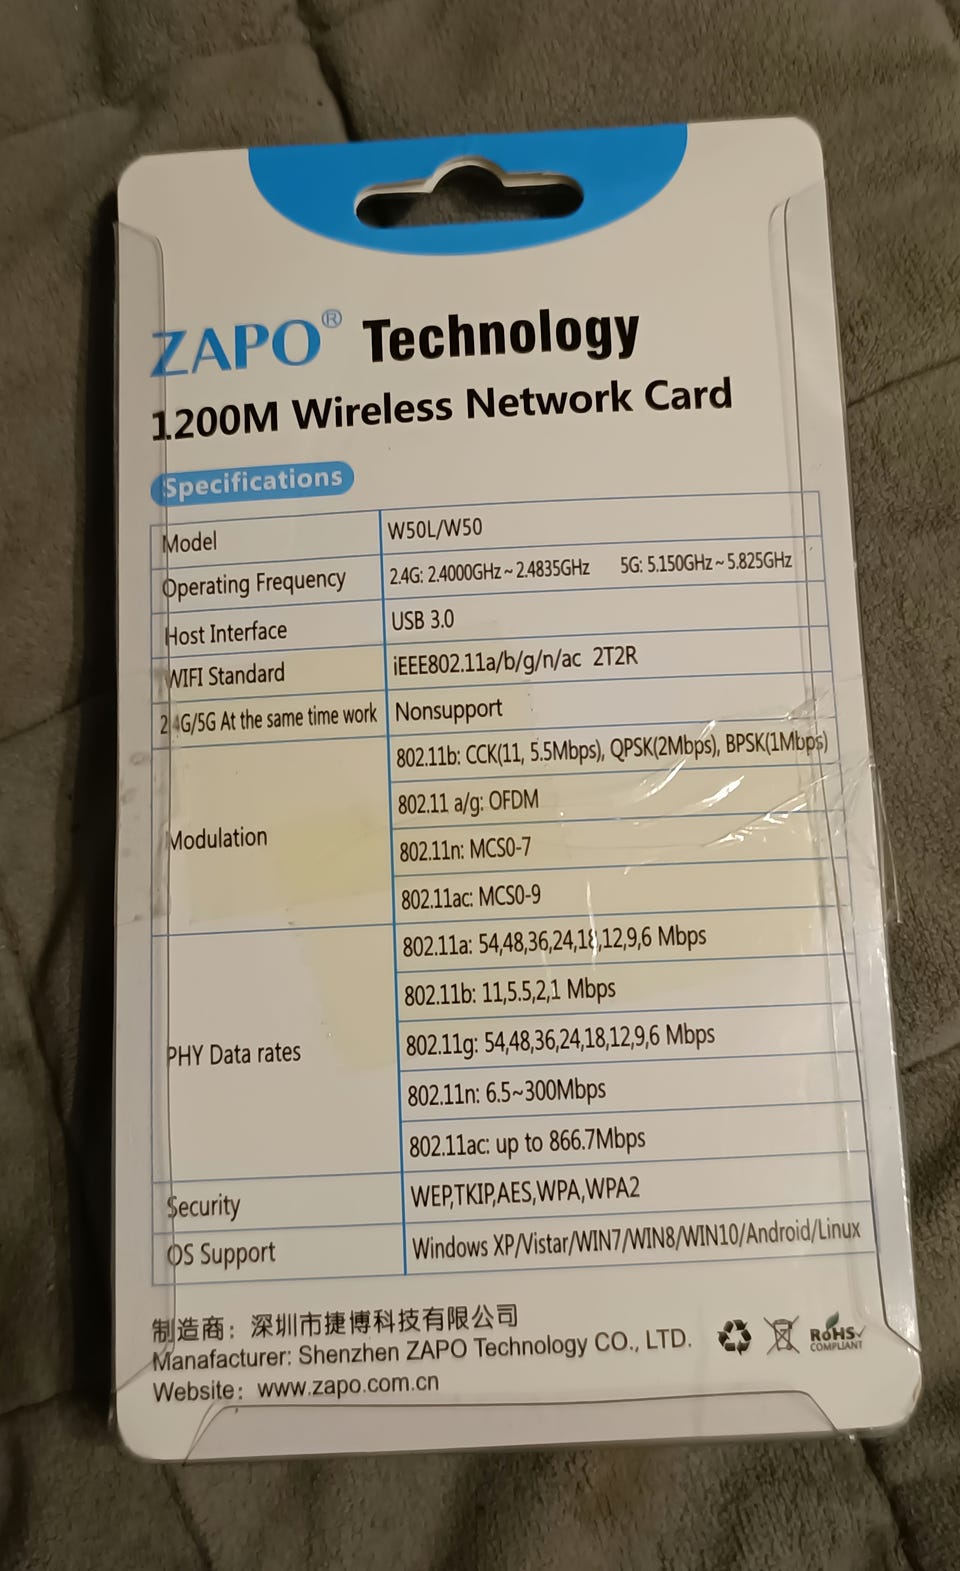 ZAPO® Technology
1200M Wireless Network Card
Specifications
Model W50L/W50
Operating Frequency 2.4G: 2.4000GHz~2.4835GHz 5G: 5.150GHz~5.825GHz
Host Interface USB 3.0
WIFI Standard iEEE802.11a/b/g/n/ac 2T2R
2.4G/5G At the same time work Nonsupport
Modulation
802.11b: CCK(11, 5.5Mbps), QPSK(2Mbps), BPSK(1Mbps)
802.11 a/g: OFDM
802.11n: MCS0-7
802.11ac: MCS0-9
PHY Data rates
802.11a: 54,48,36,24,18,12,9,6 Mbps
802.11b: 11,5.5,2,1 Mbps
802.11g: 54,48,36,24,18,12,9,6 Mbps
802.11n: 6.5~300Mbps
802.11ac: up to 866.7Mbps
Security WEP,TKIP,AES,WPA,WPA2
OS Support Windows XP/Vistar/WIN7/WIN8/WIN10/Android/Linux
制造商：深圳市捷博科技有限公司
Manafacturer: Shenzhen ZAPO Technology CO., LTD.
RoHS
COMPLIANT
Website：www.zapo.com.cn